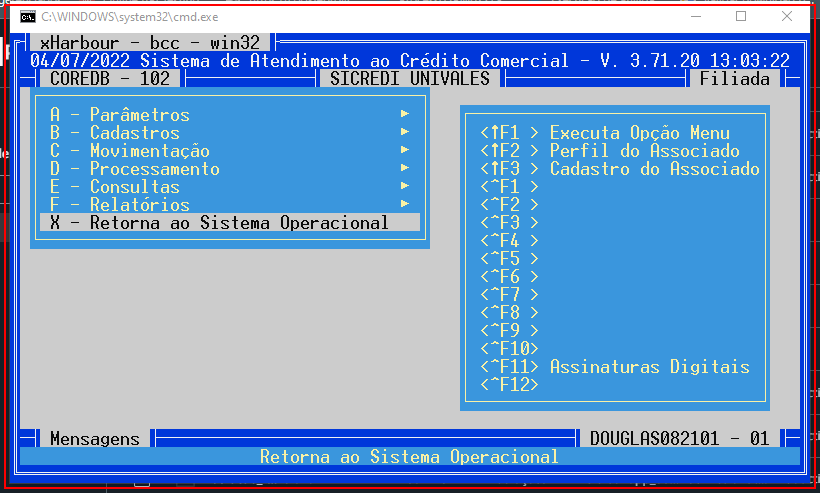 C:\WINDOWS\system32\cmd.exe
xHarbour - bcc - win32
04/07/2022 Sistema de Atendimento ao Crédito Comercial - V. 3.71.20 13:03:22
COREDB - 102 SICREDI UNIVALES Filiada
A - Parâmetros ►
B - Cadastros ►
C - Movimentação ►
D - Processamento ►
E - Consultas ►
F - Relatórios ►
X - Retorna ao Sistema Operacional
<↑F1 > Executa Opção Menu
<↑F2 > Perfil do Associado
<↑F3 > Cadastro do Associado
<^F1 >
<^F2 >
<^F3 >
<^F4 >
<^F5 >
<^F6 >
<^F7 >
<^F8 >
<^F9 >
<^F10>
<^F11> Assinaturas Digitais
<^F12>
Mensagens DOUGLAS082101 - 01
Retorna ao Sistema Operacional